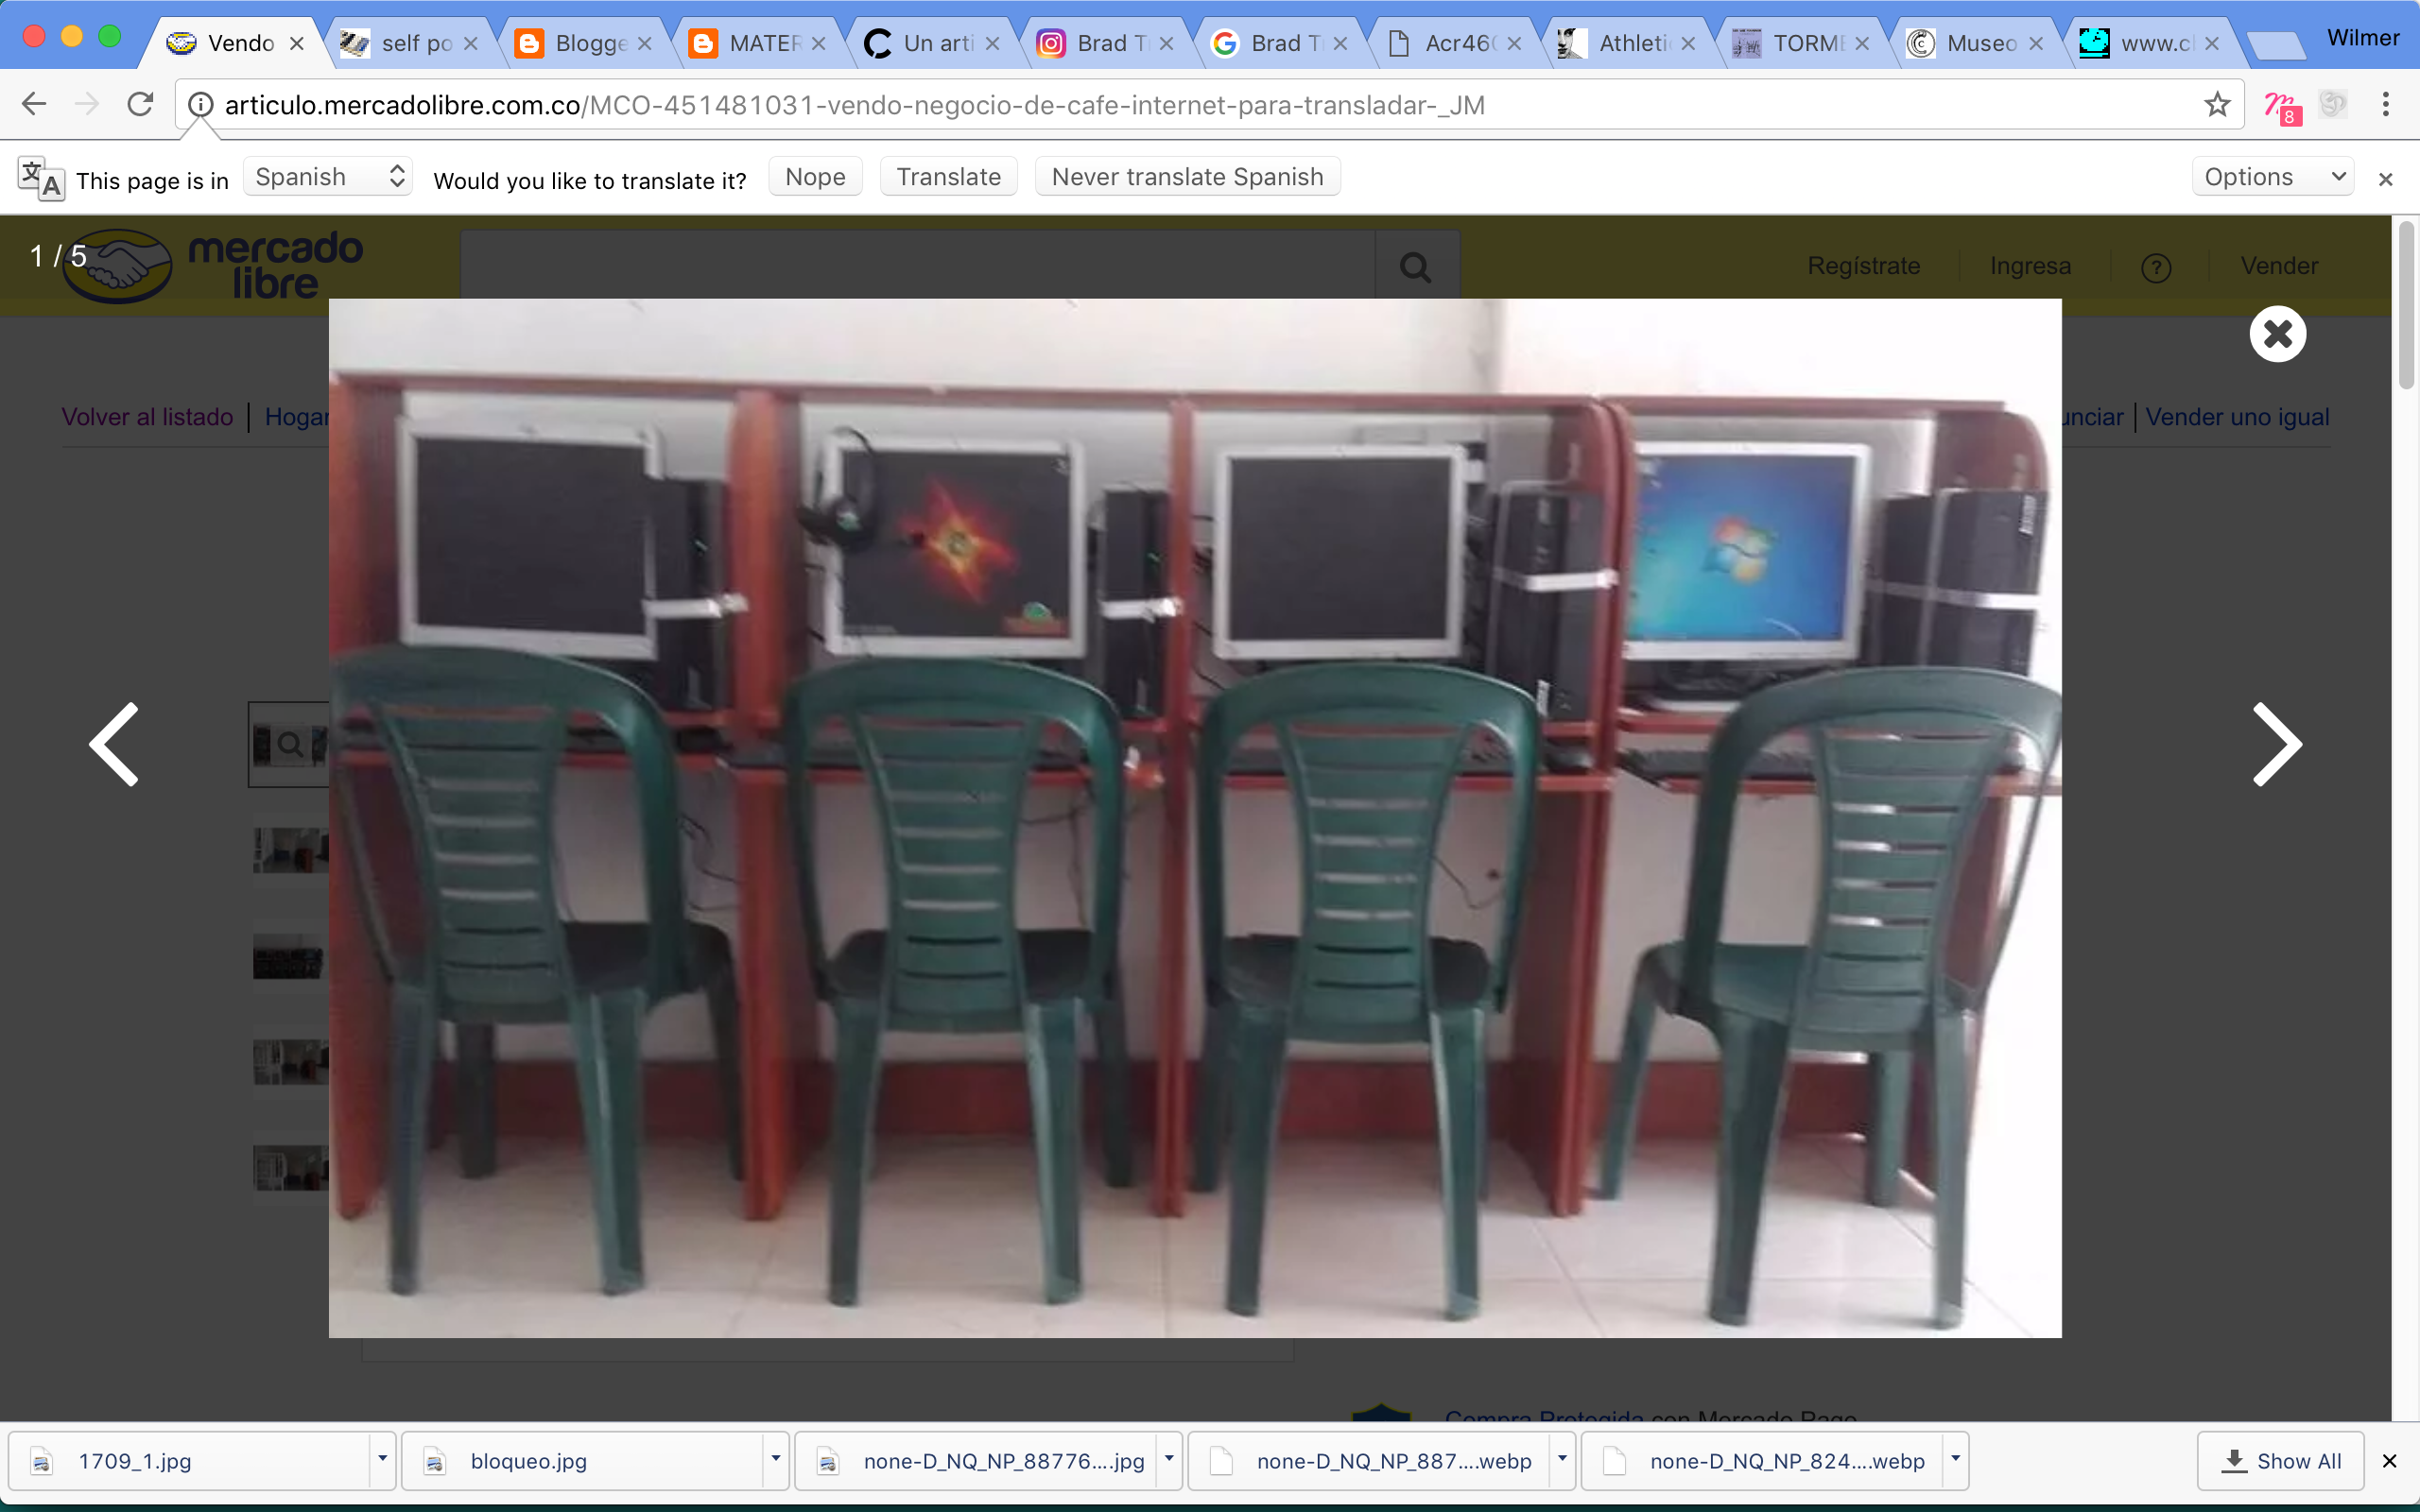 Vendo
self po
Blogge
MATER
Un arti
Brad T
Brad T
Acr46
Athleti
TORME
Museo
www.c
Wilmer
articulo.mercadolibre.com.co/MCO-451481031-vendo-negocio-de-cafe-internet-para-transladar-_JM
8
This page is in
Spanish
Would you like to translate it?
Nope
Translate
Never translate Spanish
Options
1 / 5
mercado
libre
Regístrate
Ingresa
?
Vender
Volver al listado
Hogar
unciar
Vender uno igual
Compra Protegida con Mercado Pago
1709_1.jpg
bloqueo.jpg
none-D_NQ_NP_88776....jpg
none-D_NQ_NP_887....webp
none-D_NQ_NP_824....webp
Show All